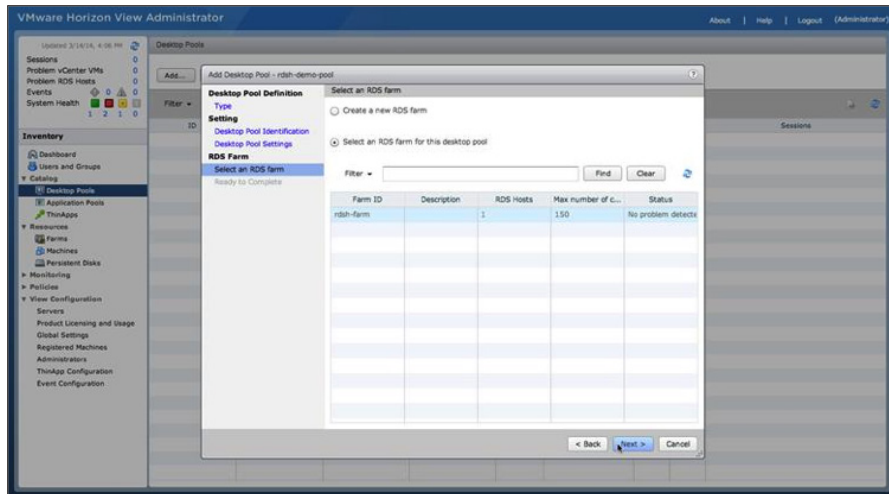 VMware Horizon View Administrator
About | Help | Logout (Administrator)
Updated 3/14/14, 4:06 PM
Sessions 0
Problem vCenter VMs 0
Problem RDS Hosts 0
Events 0 0
System Health
1 2 1 0
Inventory
Dashboard
Users and Groups
Catalog
Desktop Pools
Application Pools
ThinApps
Resources
Farms
Machines
Persistent Disks
Monitoring
Policies
View Configuration
Servers
Product Licensing and Usage
Global Settings
Registered Machines
Administrators
ThinApp Configuration
Event Configuration
Desktop Pools
Add...
Filter
ID
Sessions
Add Desktop Pool - rdsh-demo-pool
?
Desktop Pool Definition
Type
Setting
Desktop Pool Identification
Desktop Pool Settings
RDS Farm
Select an RDS farm
Ready to Complete
Select an RDS farm
Create a new RDS farm
Select an RDS farm for this desktop pool
Filter
Find
Clear
Farm ID Description RDS Hosts Max number of c... Status
rdsh-farm 1 150 No problem detecte
< Back
Next >
Cancel